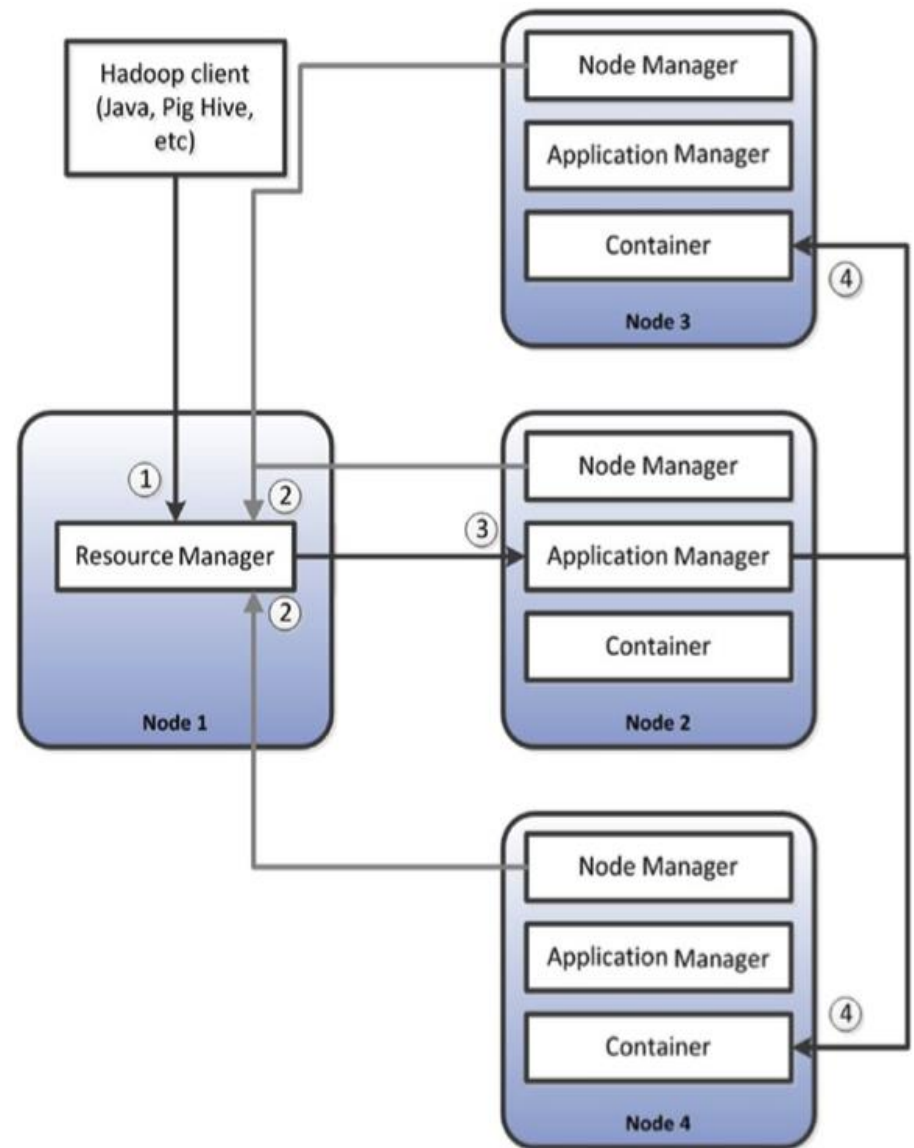 Hadoop client
(Java, Pig Hive,
etc)
Node Manager
Application Manager
Container
4
Node 3
1
2
Resource Manager
2
Node 1
Node Manager
3
Application Manager
Container
Node 2
Node Manager
Application Manager
4
Container
Node 4